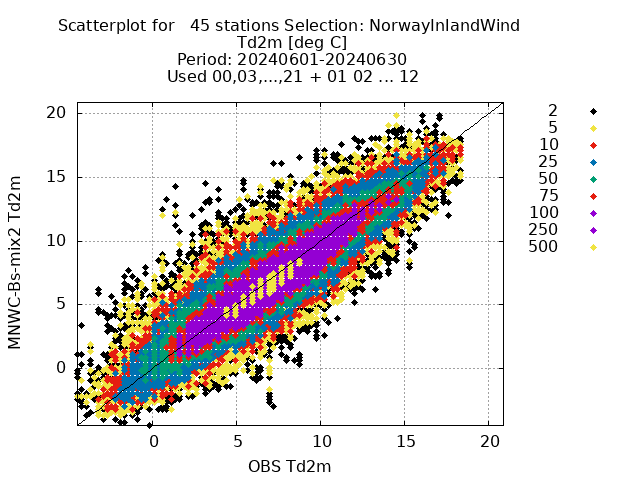 Scatterplot for   45 stations Selection: NorwayInlandWind
Td2m [deg C]
Period: 20240601-20240630
Used 00,03,...,21 + 01 02 ... 12
20
15
10
5
0
MNWC-Bs-mix2 Td2m
0 5 10 15 20
OBS Td2m
2
5
10
25
50
75
100
250
500